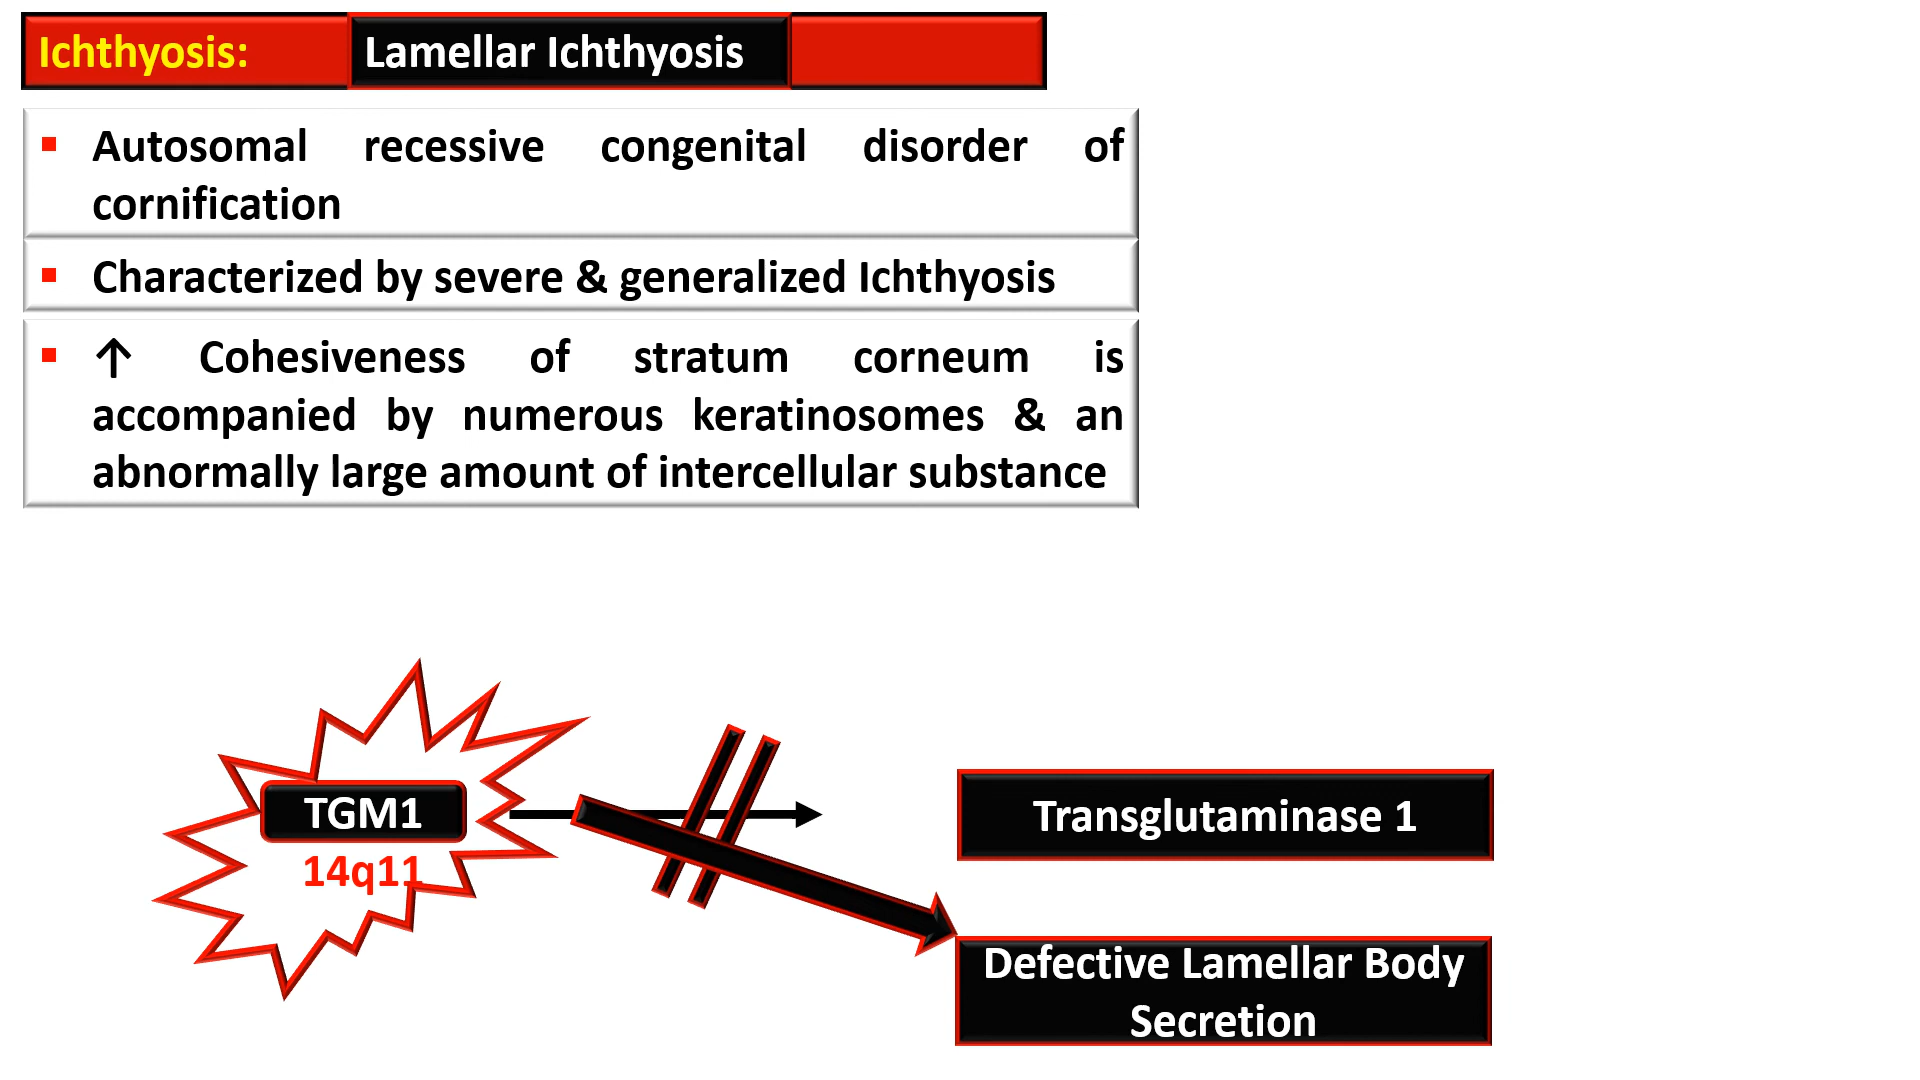 Ichthyosis: Lamellar Ichthyosis
▪ Autosomal recessive congenital disorder of
cornification
▪ Characterized by severe & generalized Ichthyosis
▪ ↑ Cohesiveness of stratum corneum is
accompanied by numerous keratinosomes & an
abnormally large amount of intercellular substance
TGM1
14q11
Transglutaminase 1
Defective Lamellar Body
Secretion